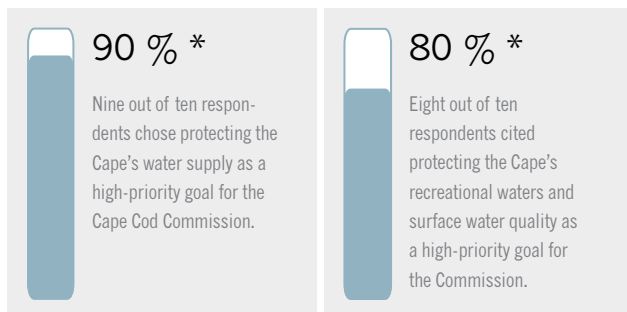 90 % *
Nine out of ten respon-
dents chose protecting the
Cape's water supply as a
high-priority goal for the
Cape Cod Commission.
80 % *
Eight out of ten
respondents cited
protecting the Cape's
recreational waters and
surface water quality as
a high-priority goal for
the Commission.